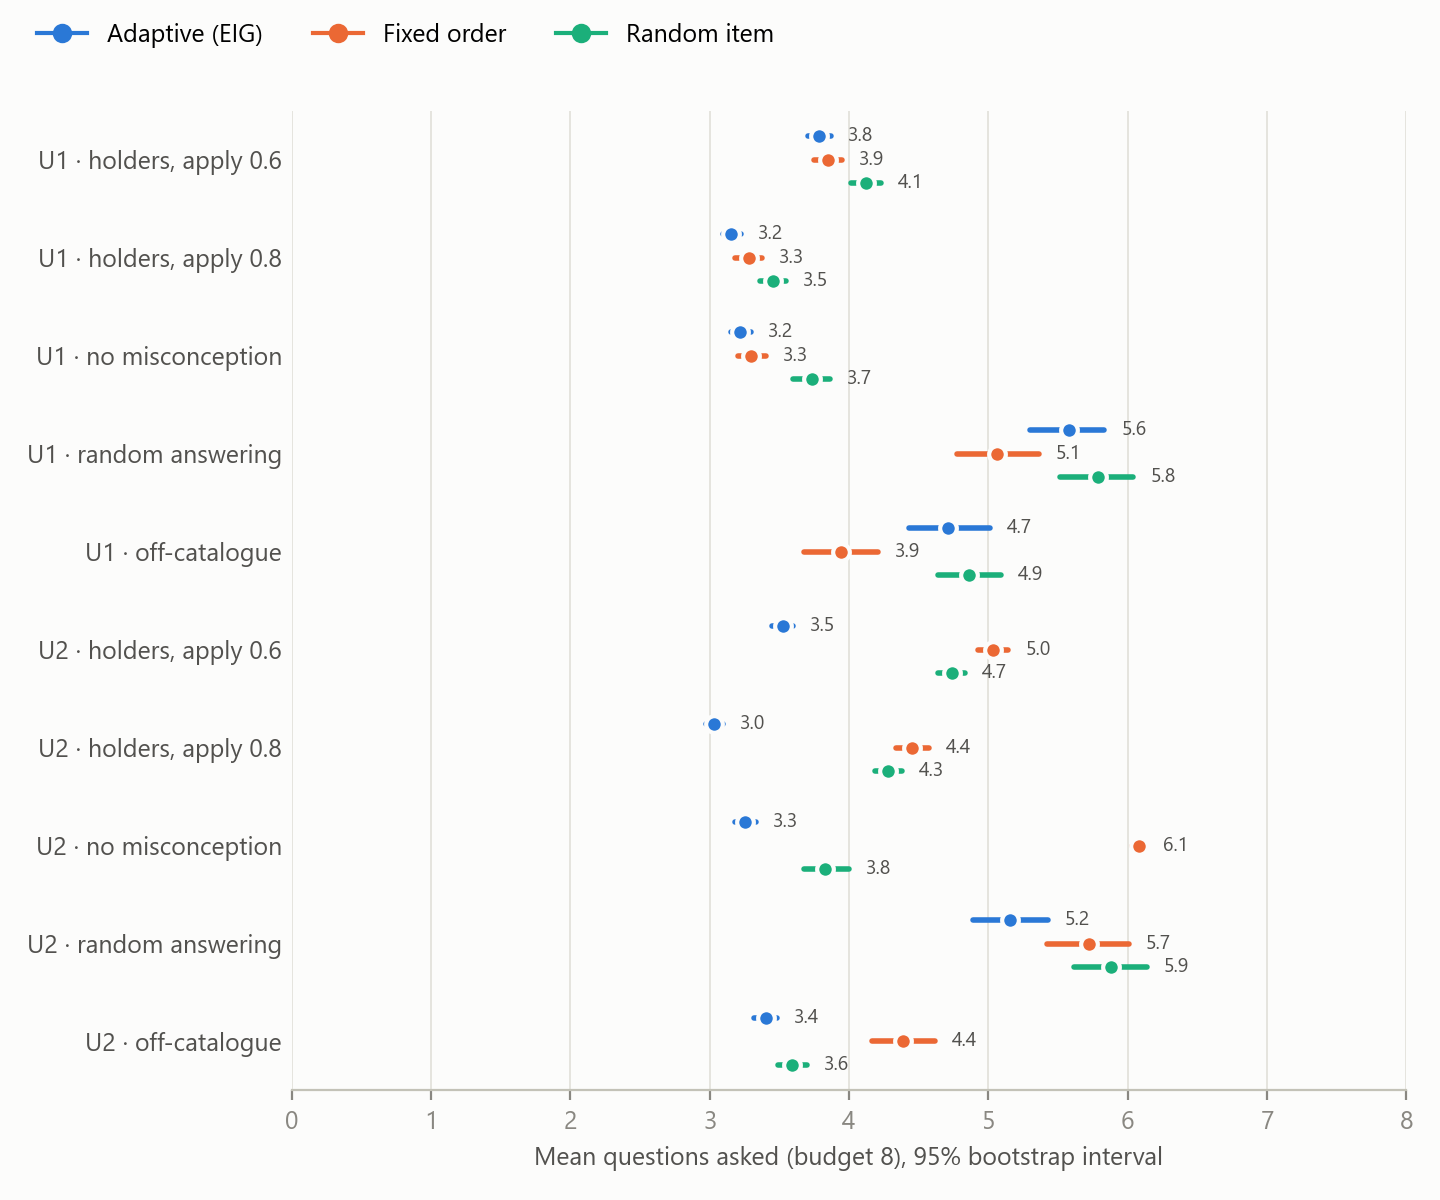 Adaptive (EIG) Fixed order Random item
3.8
U1 · holders, apply 0.6 3.9
4.1
3.2
U1 · holders, apply 0.8 3.3
3.5
3.2
U1 · no misconception 3.3
3.7
5.6
U1 · random answering 5.1
5.8
4.7
U1 · off-catalogue 3.9
4.9
3.5
U2 · holders, apply 0.6 5.0
4.7
3.0
U2 · holders, apply 0.8 4.4
4.3
3.3
U2 · no misconception 6.1
3.8
5.2
U2 · random answering 5.7
5.9
3.4
U2 · off-catalogue 4.4
3.6
0 1 2 3 4 5 6 7 8
Mean questions asked (budget 8), 95% bootstrap interval